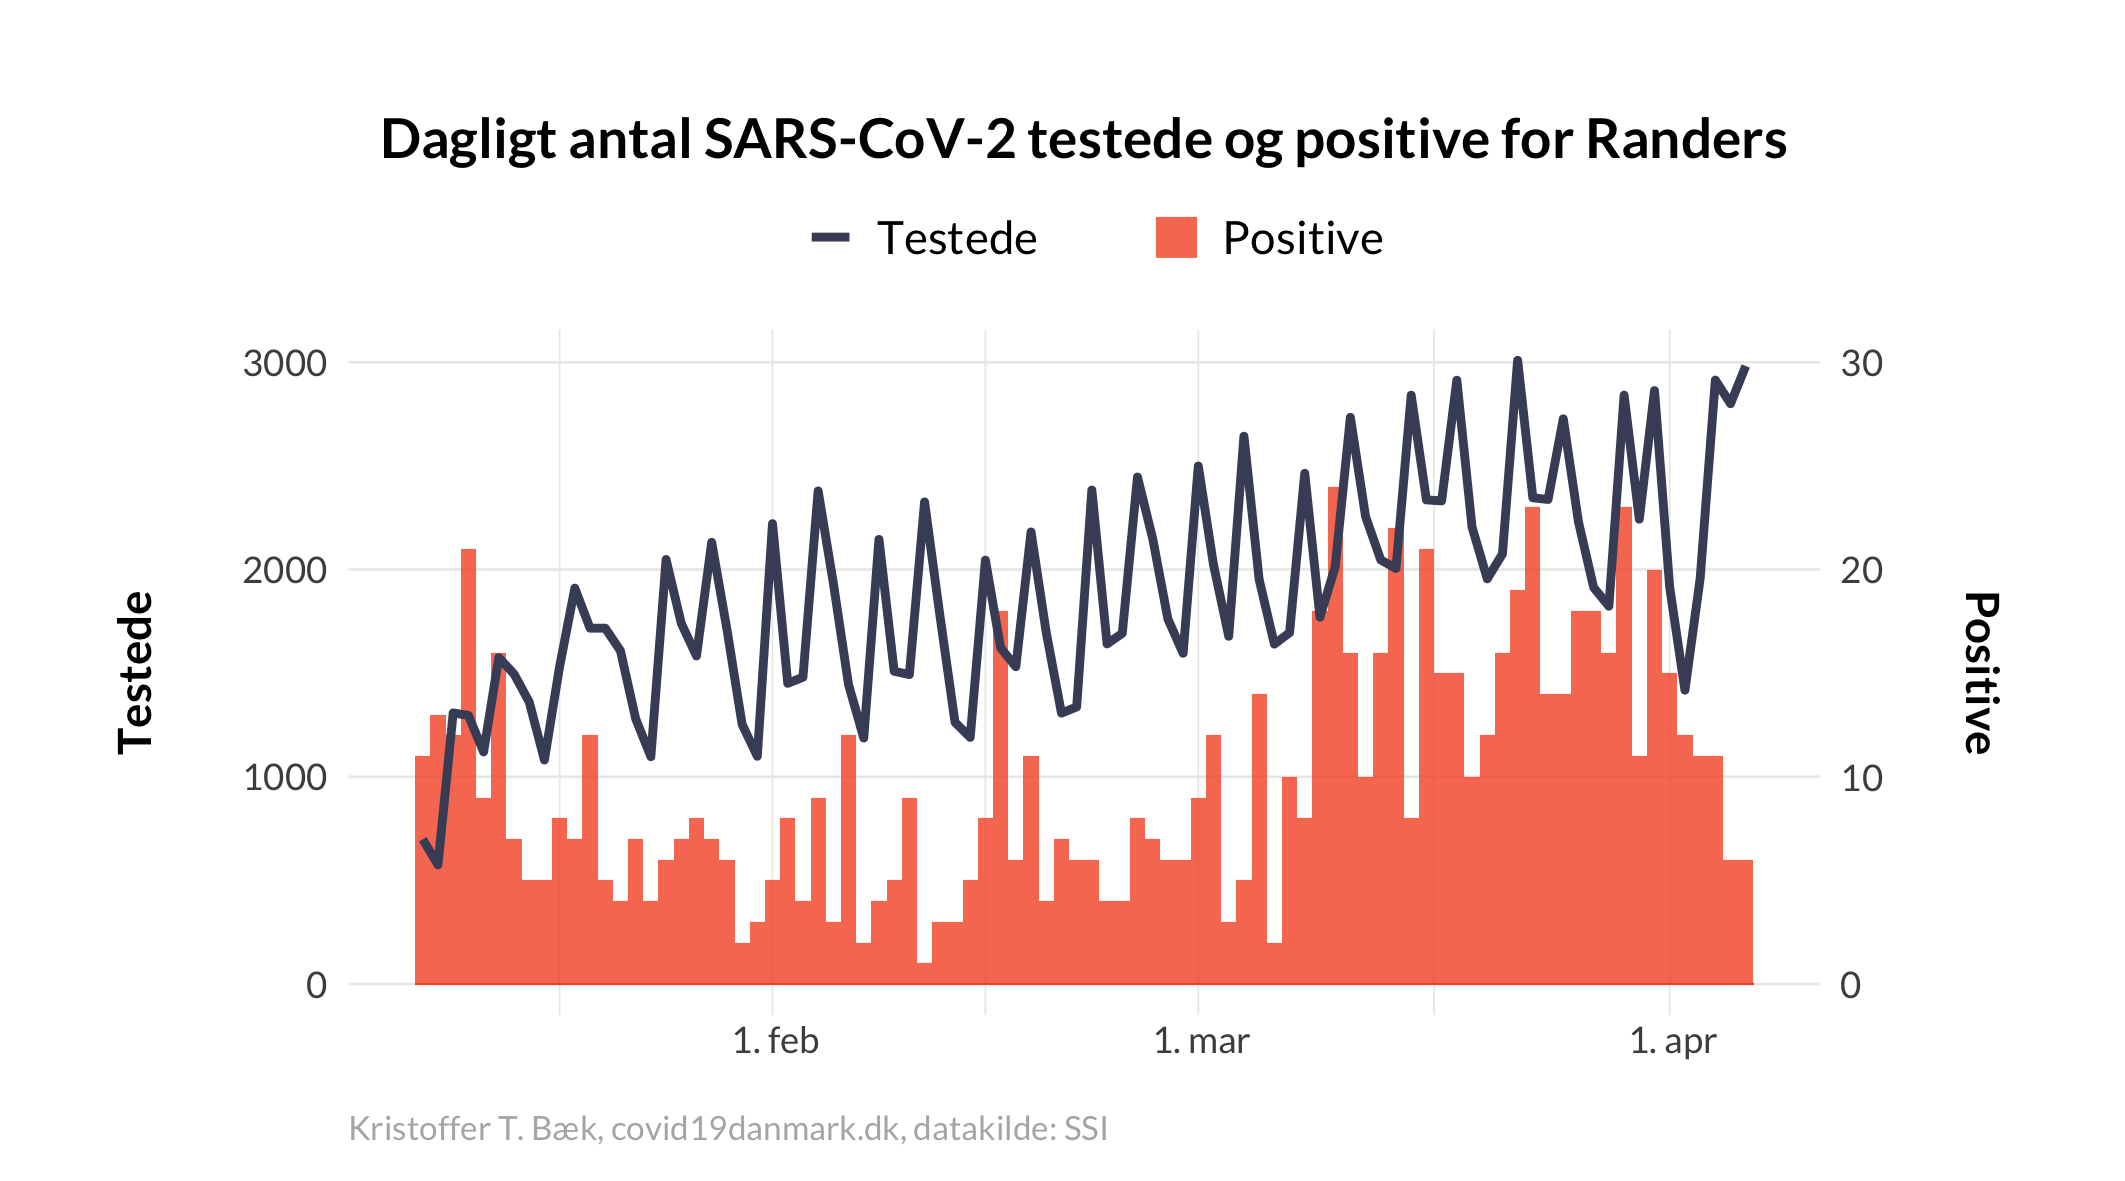 Dagligt antal SARS-CoV-2 testede og positive for Randers
Testede Positive
3000 30
2000 20
Testede Positive
1000 10
0 0
1. feb 1. mar 1. apr
Kristoffer T. Bæk, covid19danmark.dk, datakilde: SSI